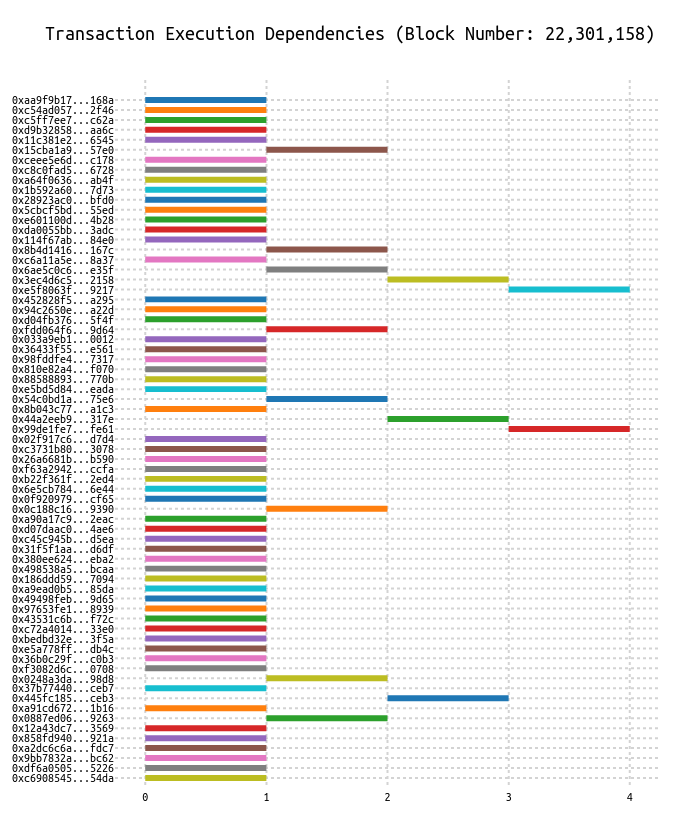 Transaction Execution Dependencies (Block Number: 22,301,158)
0xaa9f9b17...168a
0xc54ad057...2f46
0xc5ff7ee7...c62a
0xd9b32858...aa6c
0x11c381e2...6545
0x15cba1a9...57e0
0xceee5e6d...c178
0xc8c0fad5...6728
0xa64f0636...ab4f
0x1b592a60...7d73
0x28923ac0...bfd0
0x5cbcf5bd...55ed
0xe601100d...4b28
0xda0055bb...3adc
0x114f67ab...84e0
0x8b4d1416...167c
0xc6a11a5e...8a37
0x6ae5c0c6...e35f
0x3ec4d6c5...2158
0xe5f8063f...9217
0x452828f5...a295
0x94c2650e...a22d
0xd04fb376...5f4f
0xfdd064f6...9d64
0x033a9eb1...0012
0x36433f55...e561
0x98fddfe4...7317
0x810e82a4...f070
0x88588893...770b
0xe5bd5d84...eada
0x54c0bd1a...75e6
0x8b043c77...a1c3
0x44a2eeb9...317e
0x99de1fe7...fe61
0x02f917c6...d7d4
0xc3731b80...3078
0x26a6681b...b590
0xf63a2942...ccfa
0xb22f361f...2ed4
0x6e5cb784...6e44
0x0f920979...cf65
0x0c188c16...9390
0xa90a17c9...2eac
0xd07daac0...4ae6
0xc45c945b...d5ea
0x31f5f1aa...d6df
0x380ee624...eba2
0x498538a5...bcaa
0x186ddd59...7094
0xa9ead0b5...85da
0x49498feb...9d65
0x97653fe1...8939
0x43531c6b...f72c
0xc72a4014...33e0
0xbedbd32e...3f5a
0xe5a778ff...db4c
0x36b0c29f...c0b3
0xf3082d6c...0708
0x0248a3da...98d8
0x37b77440...ceb7
0x445fc185...ceb3
0xa91cd672...1b16
0x0887ed06...9263
0x12a43dc7...3569
0x858fd940...921a
0xa2dc6c6a...fdc7
0x9bb7832a...bc62
0xdf6a0505...5226
0xc6908545...54da
0 1 2 3 4